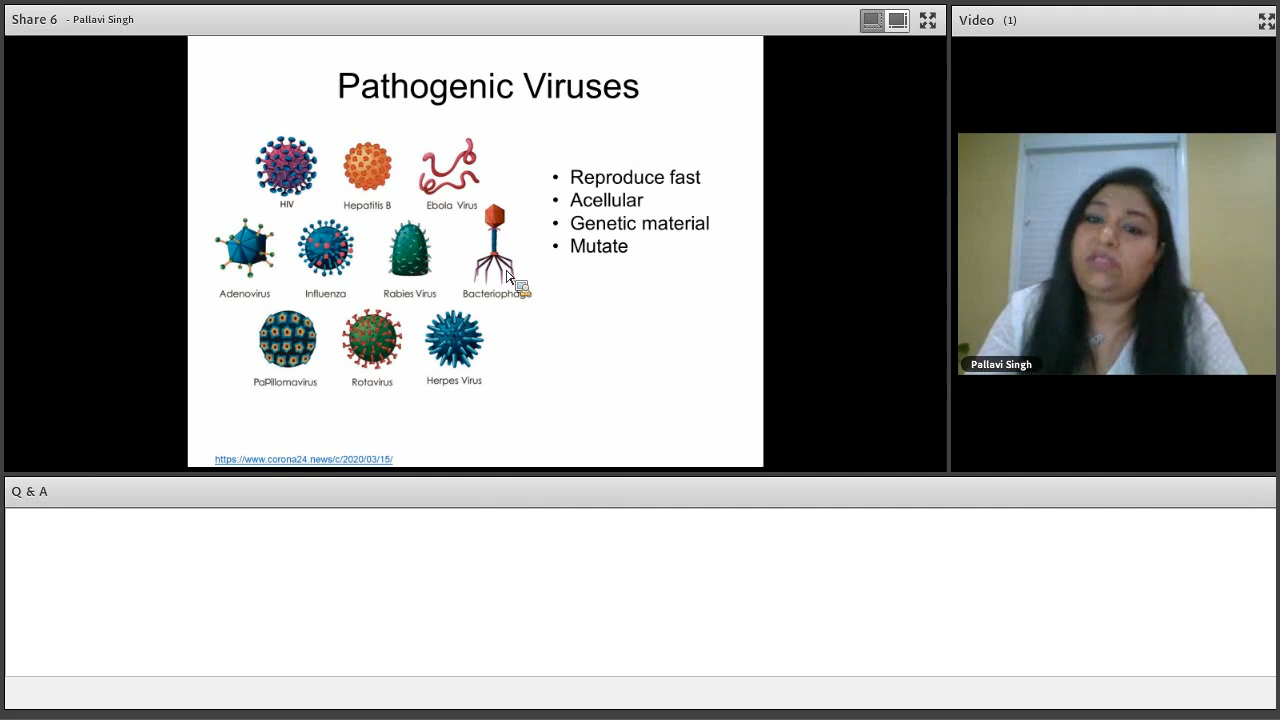 Share 6 - Pallavi Singh
Video (1)
Pathogenic Viruses
HIV
Hepatitis B
Ebola Virus
Adenovirus
Influenza
Rabies Virus
Bacteriophage
PaPillomavirus
Rotavirus
Herpes Virus
• Reproduce fast
• Acellular
• Genetic material
• Mutate
https://www.corona24.news/c/2020/03/15/
Pallavi Singh
Q & A